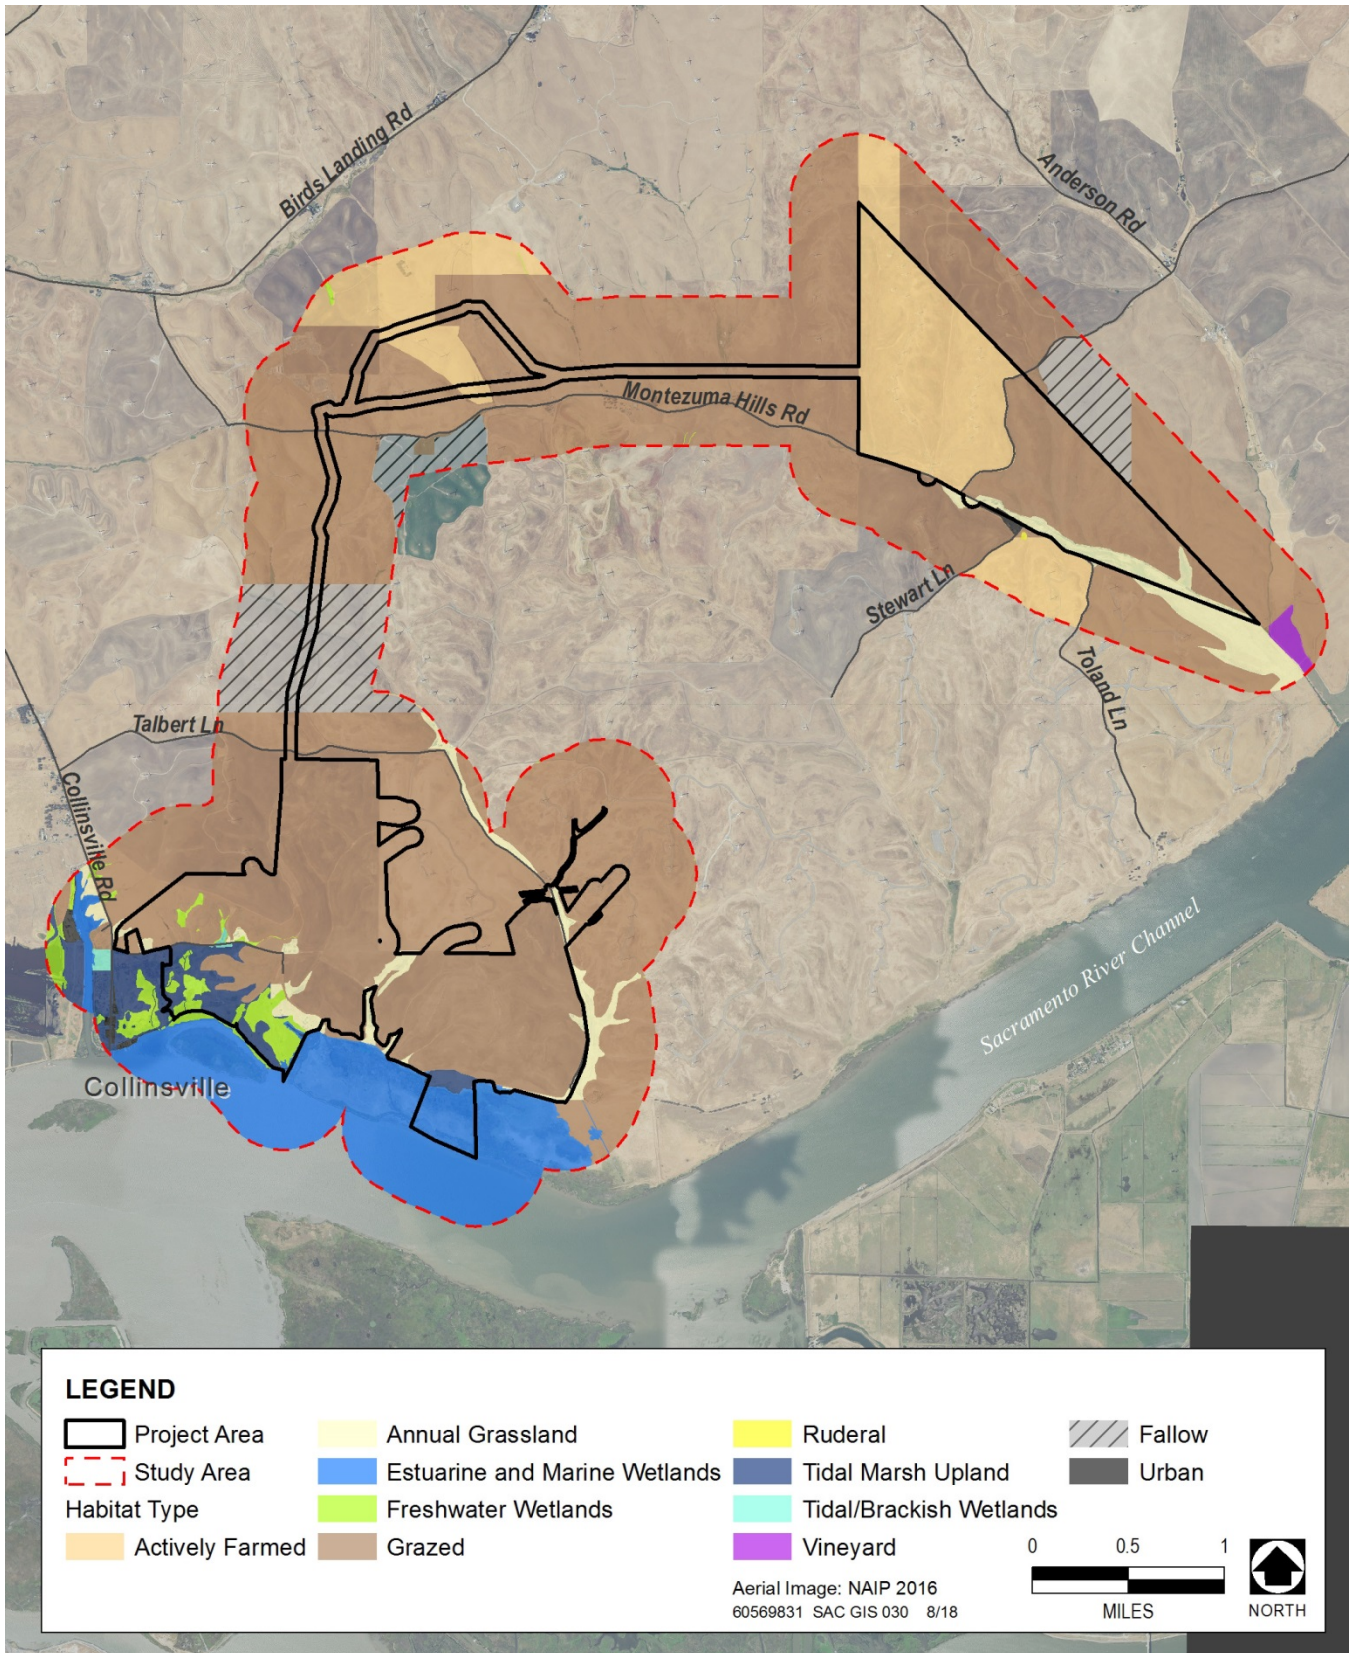 Birds Landing Rd
Anderson Rd
Montezuma Hills Rd
Stewart Ln
Toland Ln
Talbert Ln
Collinsville Rd
Sacramento River Channel
Collinsville
LEGEND
Project Area
Study Area
Habitat Type
Actively Farmed
Annual Grassland
Estuarine and Marine Wetlands
Freshwater Wetlands
Grazed
Ruderal
Tidal Marsh Upland
Tidal/Brackish Wetlands
Vineyard
Fallow
Urban
Aerial Image: NAIP 2016
60569831 SAC GIS 030 8/18
0 0.5 1
MILES
NORTH